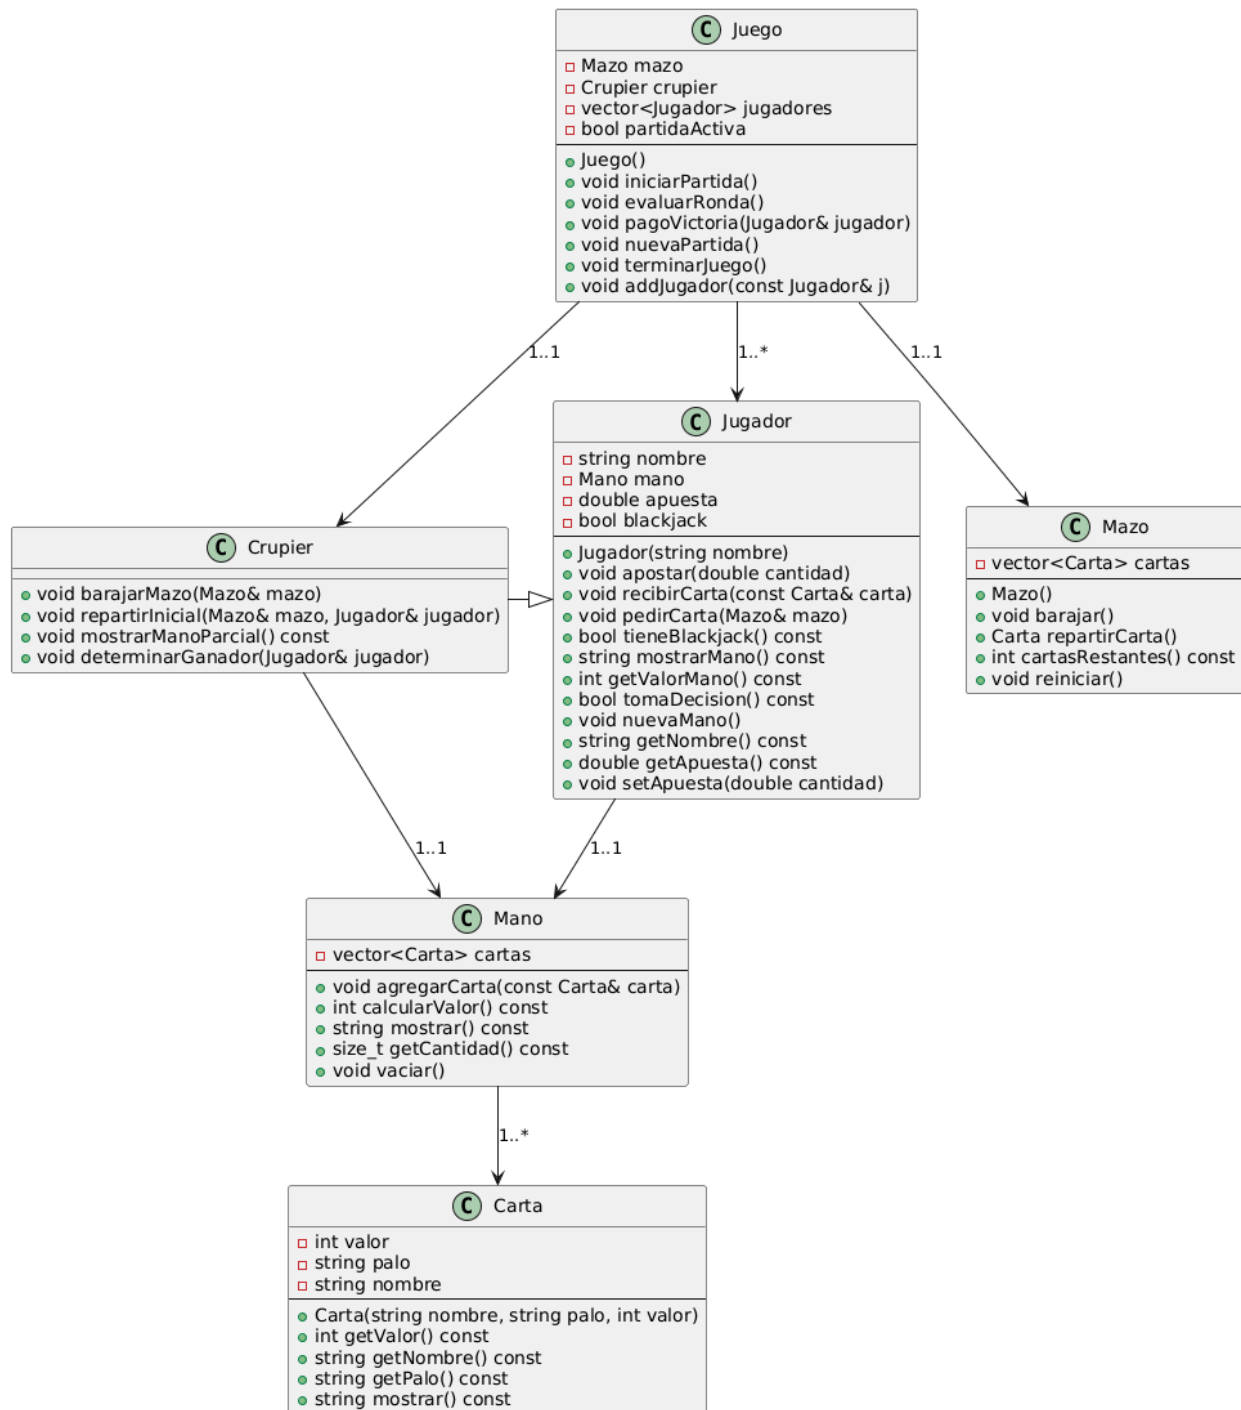 C Juego
Mazo mazo
Crupier crupier
vector<Jugador> jugadores
bool partidaActiva
Juego()
void iniciarPartida()
void evaluarRonda()
void pagoVictoria(Jugador& jugador)
void nuevaPartida()
void terminarJuego()
void addJugador(const Jugador& j)
1..1
1..*
1..1
C Jugador
string nombre
Mano mano
double apuesta
bool blackjack
Jugador(string nombre)
void apostar(double cantidad)
void recibirCarta(const Carta& carta)
void pedirCarta(Mazo& mazo)
bool tieneBlackjack() const
string mostrarMano() const
int getValorMano() const
bool tomaDecision() const
void nuevaMano()
string getNombre() const
double getApuesta() const
void setApuesta(double cantidad)
C Crupier
void barajarMazo(Mazo& mazo)
void repartirInicial(Mazo& mazo, Jugador& jugador)
void mostrarManoParcial() const
void determinarGanador(Jugador& jugador)
C Mazo
vector<Carta> cartas
Mazo()
void barajar()
Carta repartirCarta()
int cartasRestantes() const
void reiniciar()
1..1
1..1
C Mano
vector<Carta> cartas
void agregarCarta(const Carta& carta)
int calcularValor() const
string mostrar() const
size_t getCantidad() const
void vaciar()
1..*
C Carta
int valor
string palo
string nombre
Carta(string nombre, string palo, int valor)
int getValor() const
string getNombre() const
string getPalo() const
string mostrar() const